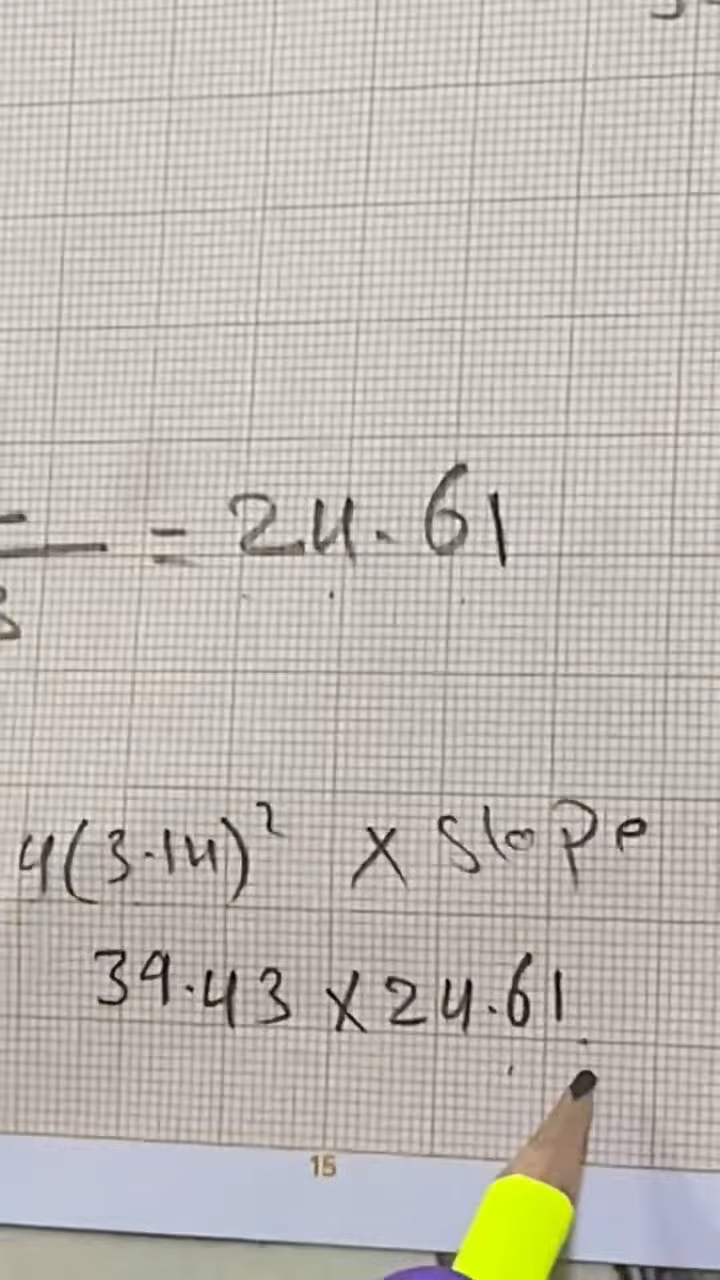 = 24.61
4(3.14)² × Slope
39.43 × 24.61
15